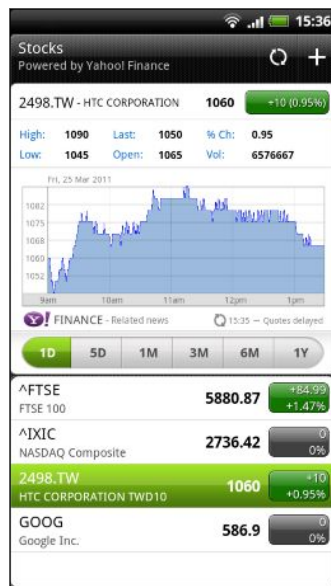 15:36
Stocks
Powered by Yahoo! Finance
2498.TW - HTC CORPORATION 1060 +10 (0.95%)
High: 1090 Last: 1050 % Ch: 0.95
Low: 1045 Open: 1065 Vol: 6576667
Fri, 25 Mar 2011
1082
1075
1068
1060
1052
9am 10am 11am 12pm 1pm
Y! FINANCE - Related news 15:35 — Quotes delayed
1D 5D 1M 3M 6M 1Y
^FTSE 5880.87 +84.99
FTSE 100 +1.47%
^IXIC 2736.42 0
NASDAQ Composite 0%
2498.TW 1060 +10
HTC CORPORATION TWD10 +0.95%
GOOG 586.9 0
Google Inc. 0%